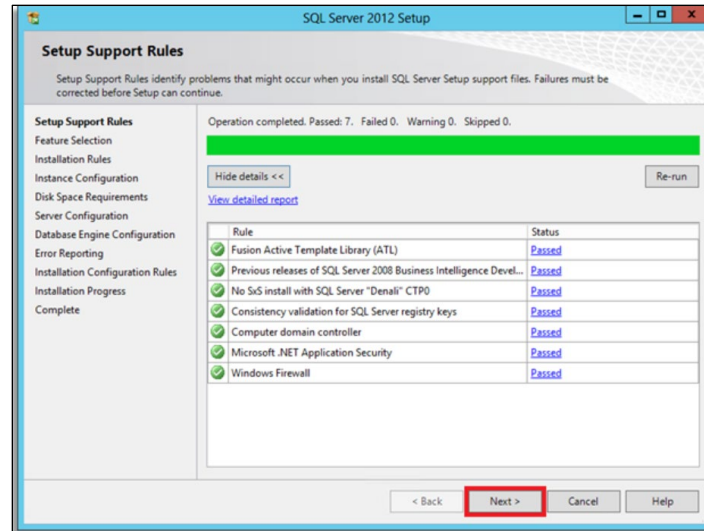 SQL Server 2012 Setup
Setup Support Rules
Setup Support Rules identify problems that might occur when you install SQL Server Setup support files. Failures must be
corrected before Setup can continue.
Setup Support Rules
Feature Selection
Installation Rules
Instance Configuration
Disk Space Requirements
Server Configuration
Database Engine Configuration
Error Reporting
Installation Configuration Rules
Installation Progress
Complete
Operation completed. Passed: 7.   Failed 0.   Warning 0.   Skipped 0.
Hide details <<
Re-run
View detailed report
Rule Status
Fusion Active Template Library (ATL) Passed
Previous releases of SQL Server 2008 Business Intelligence Devel... Passed
No SxS install with SQL Server "Denali" CTP0 Passed
Consistency validation for SQL Server registry keys Passed
Computer domain controller Passed
Microsoft .NET Application Security Passed
Windows Firewall Passed
< Back Next > Cancel Help